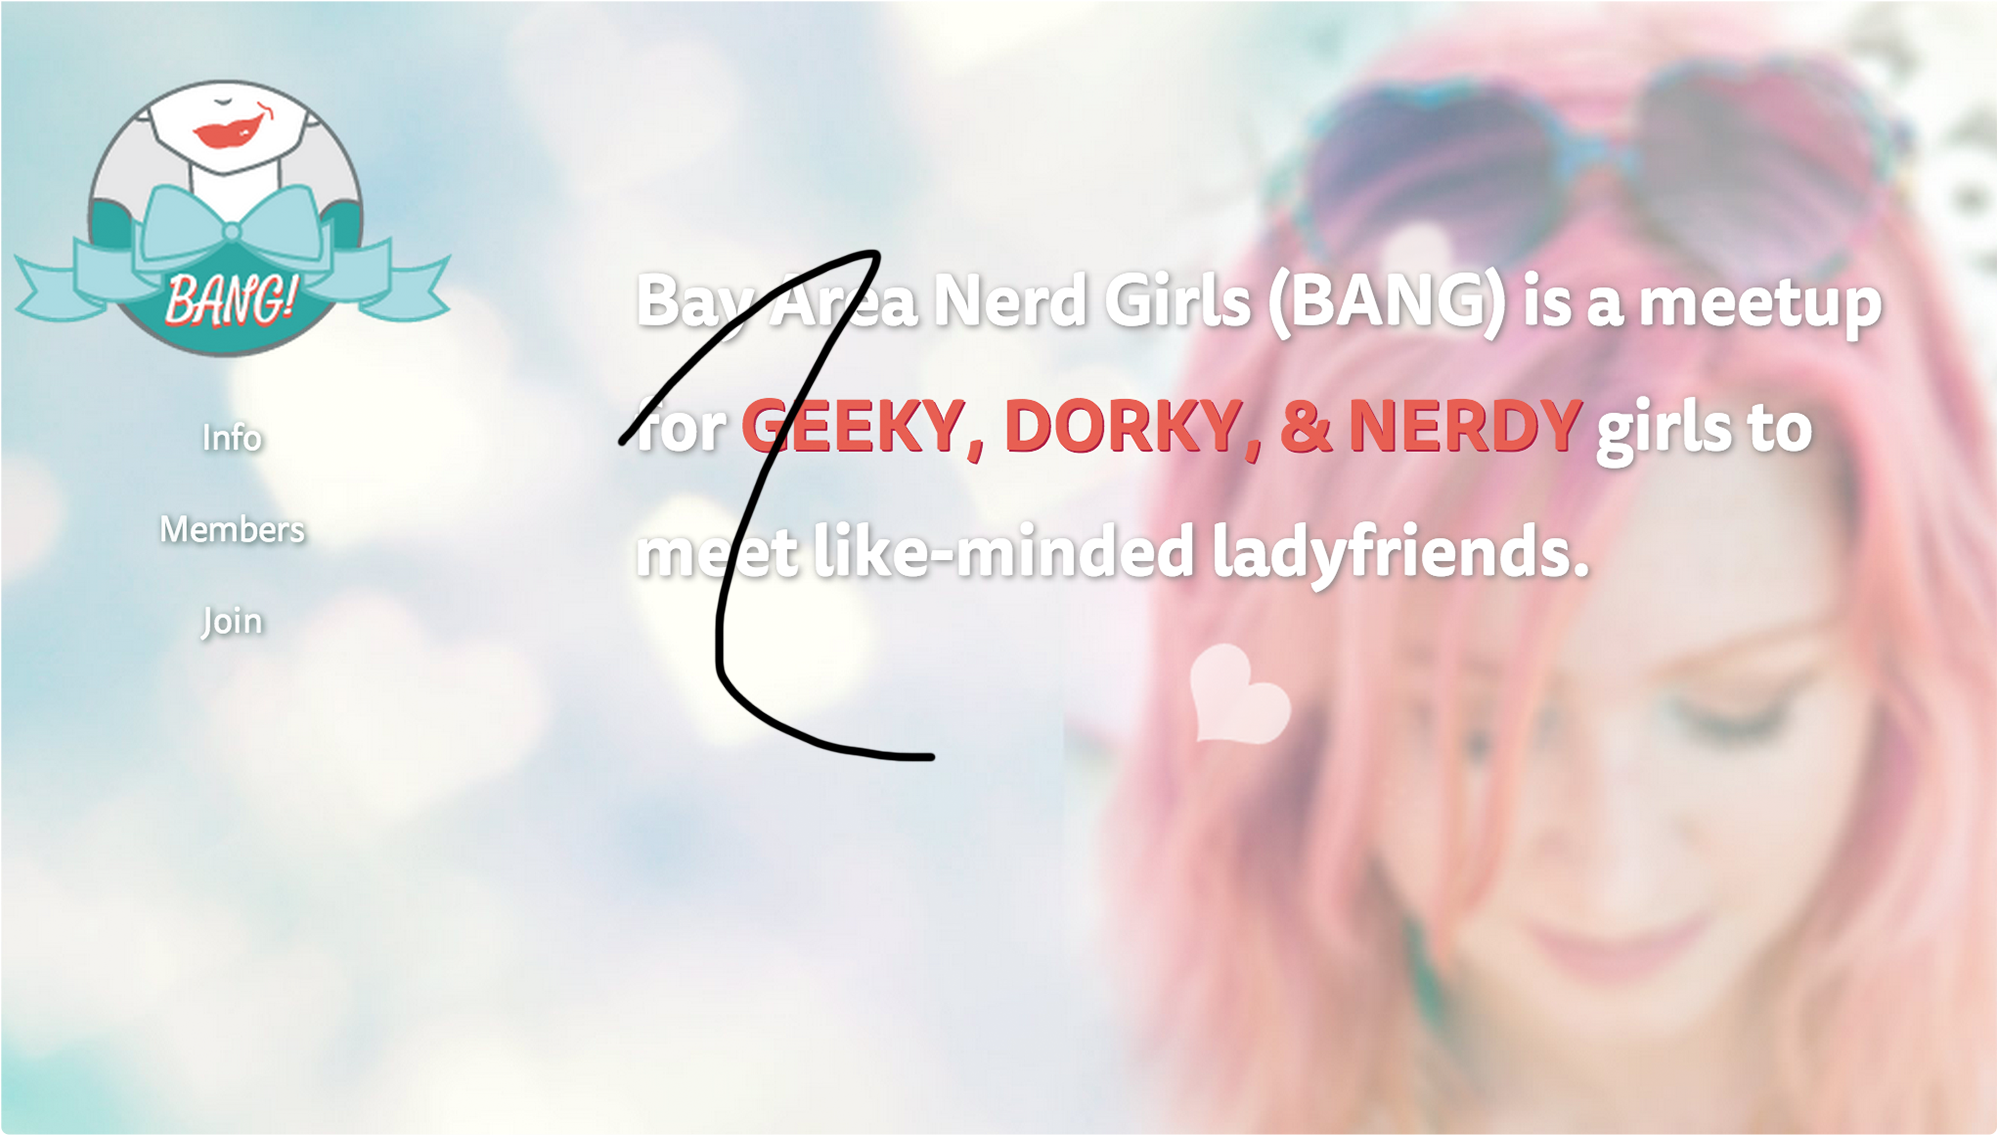 BANG!
Info
Members
Join
Bay Area Nerd Girls (BANG) is a meetup
for GEEKY, DORKY, & NERDY girls to
meet like-minded ladyfriends.